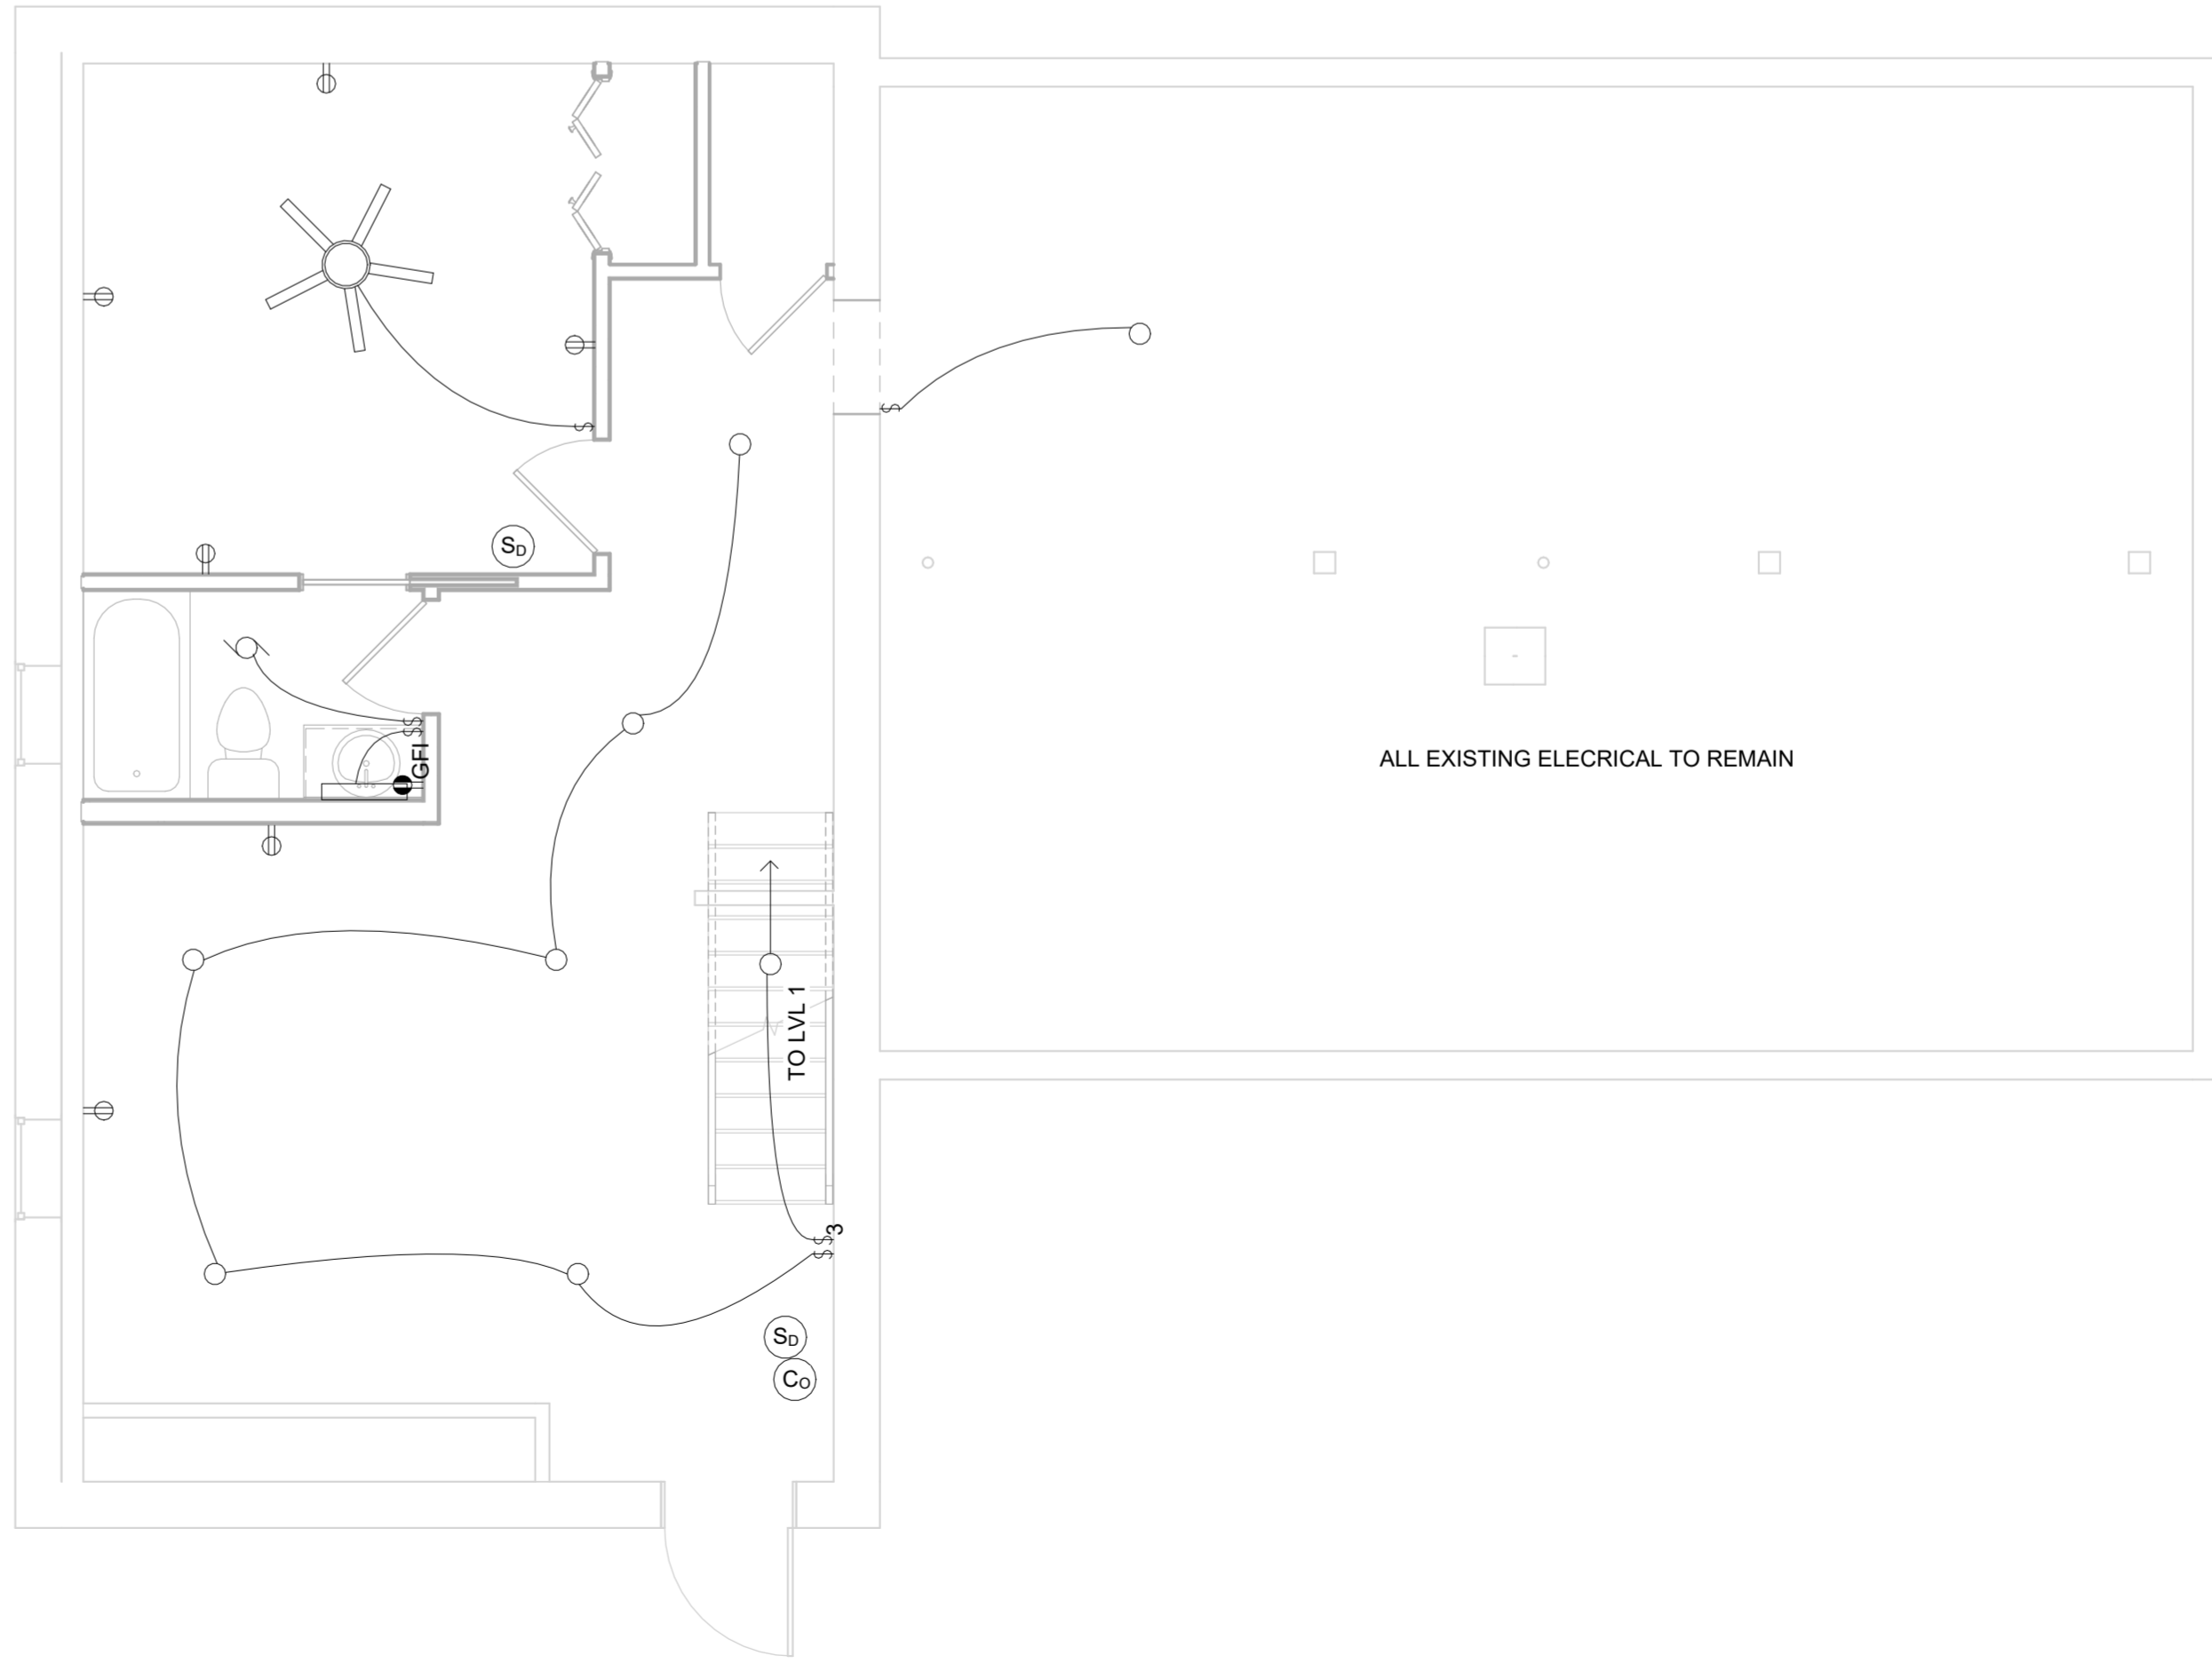 SD
GFI
ALL EXISTING ELECRICAL TO REMAIN
TO LVL 1
3
SD
CO